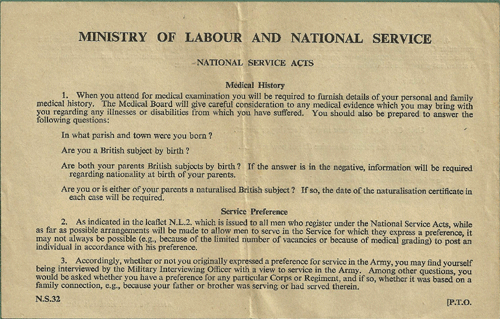 MINISTRY OF LABOUR AND NATIONAL SERVICE
NATIONAL SERVICE ACTS
Medical History
1. When you attend for medical examination you will be required to furnish details of your personal and family
medical history. The Medical Board will give careful consideration to any medical evidence which you may bring with
you regarding any illnesses or disabilities from which you have suffered. You should also be prepared to answer the
following questions:
In what parish and town were you born?
Are you a British subject by birth?
Are both your parents British subjects by birth? If the answer is in the negative, information will be required
regarding nationality at birth of your parents.
Are you or is either of your parents a naturalised British subject? If so, the date of the naturalisation certificate in
each case will be required.
Service Preference
2. As indicated in the leaflet N.L.2. which is issued to all men who register under the National Service Acts, while
as far as possible arrangements will be made to allow men to serve in the Service for which they express a preference, it
may not always be possible (e.g., because of the limited number of vacancies or because of medical grading) to post an
individual in accordance with his preference.
3. Accordingly, whether or not you originally expressed a preference for service in the Army, you may find yourself
being interviewed by the Military Interviewing Officer with a view to service in the Army. Among other questions, you
would be asked whether you have a preference for any particular Corps or Regiment, and if so, whether it was based on a
family connection, e.g., because your father or brother was serving or had served therein.
N.S.32
[P.T.O.